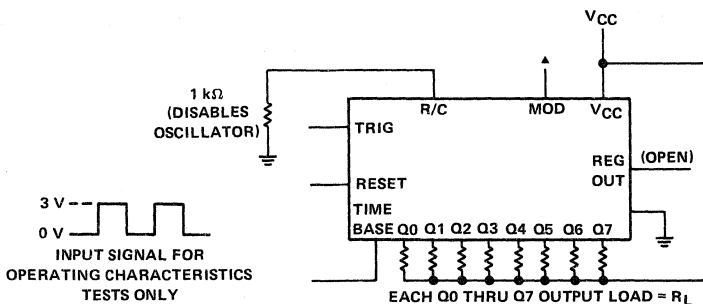 VCC
1 kΩ
(DISABLES
OSCILLATOR)
R/C
MOD
VCC
TRIG
REG
OUT
(OPEN)
RESET
TIME
BASE
Q0 Q1 Q2 Q3 Q4 Q5 Q6 Q7
3 V
0 V
INPUT SIGNAL FOR
OPERATING CHARACTERISTICS
TESTS ONLY
EACH Q0 THRU Q7 OUTPUT LOAD = RL